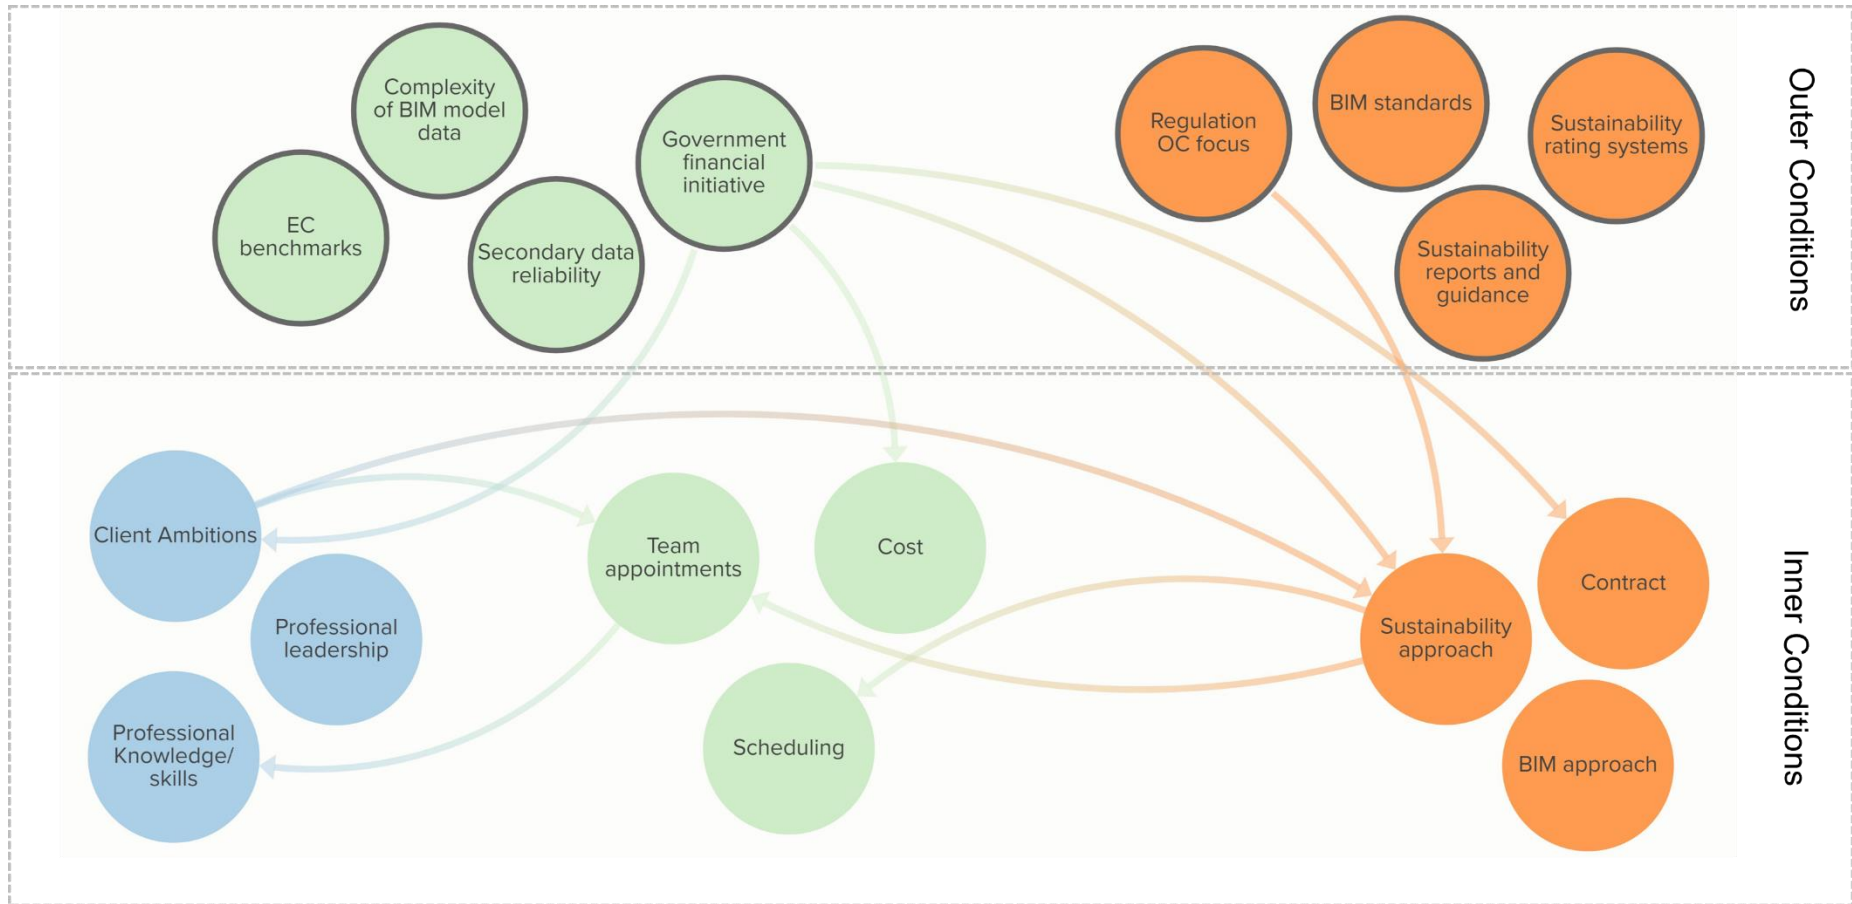 Complexity
of BIM model
data
Government
financial
initiative
EC
benchmarks
Secondary data
reliability
Regulation
OC focus
BIM standards
Sustainability
rating systems
Sustainability
reports and
guidance
Outer Conditions
Client Ambitions
Professional
leadership
Professional
Knowledge/
skills
Team
appointments
Cost
Scheduling
Sustainability
approach
Contract
BIM approach
Inner Conditions